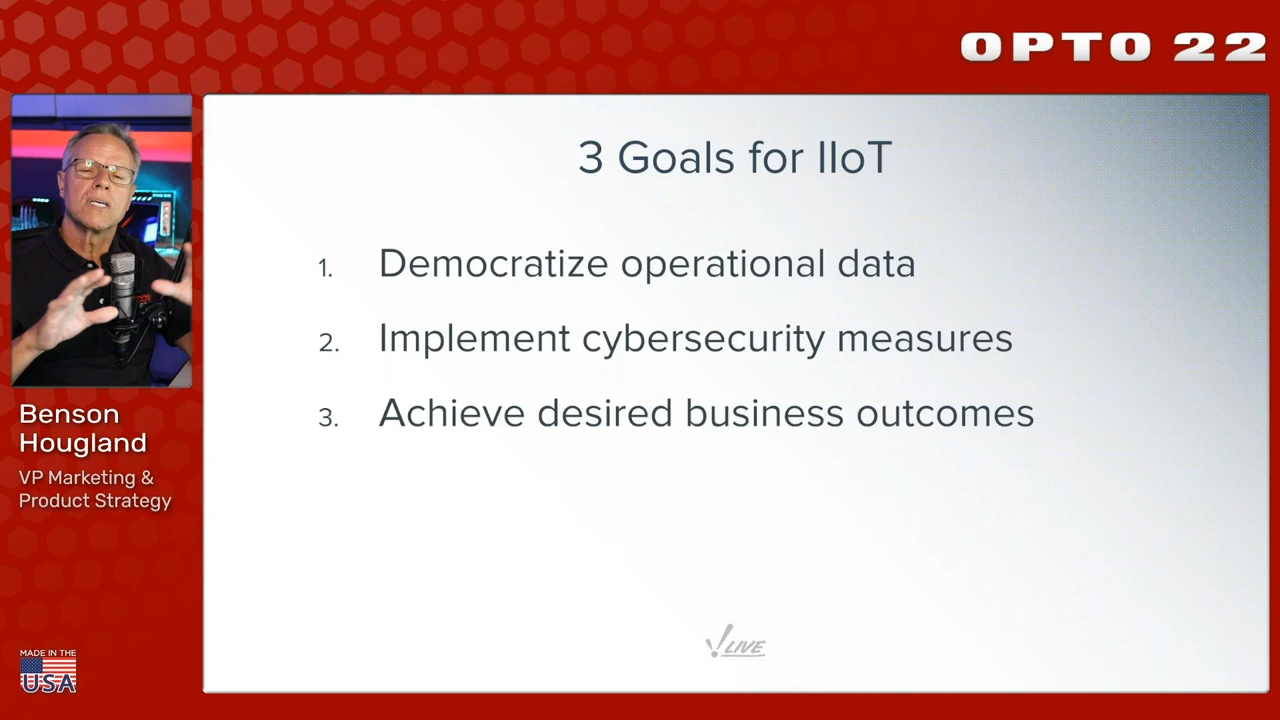 OPTO 22
3 Goals for IIoT
1. Democratize operational data
2. Implement cybersecurity measures
3. Achieve desired business outcomes
Benson
Hougland
VP Marketing &
Product Strategy
LIVE
MADE IN THE
USA